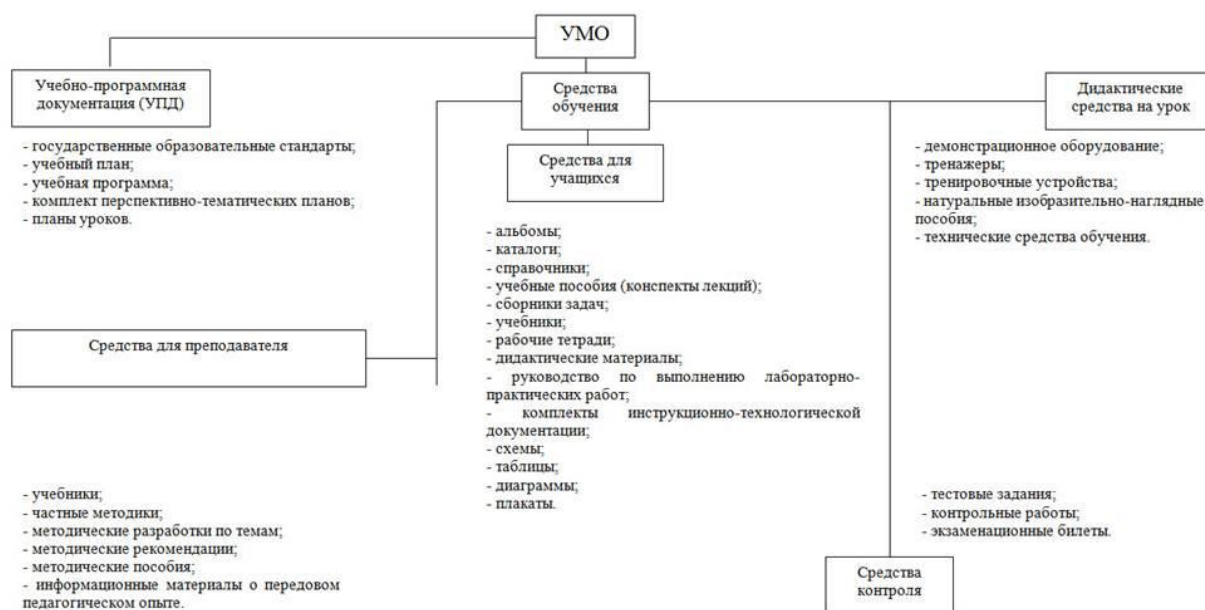 УМО
Учебно-программная
документация (УПД)
- государственные образовательные стандарты;
- учебный план;
- учебная программа;
- комплект перспективно-тематических планов;
- планы уроков.
Средства
обучения
Средства для
учащихся
- альбомы;
- каталоги;
- справочники;
- учебные пособия (конспекты лекций);
- сборники задач;
- учебники;
- рабочие тетради;
- дидактические материалы;
- руководство по выполнению лабораторно-
практических работ;
- комплекты инструкционно-технологической
документации;
- схемы;
- таблицы;
- диаграммы;
- плакаты.
Дидактические
средства на урок
- демонстрационное оборудование;
- тренажеры;
- тренировочные устройства;
- натуральные изобразительно-наглядные
пособия;
- технические средства обучения.
Средства для преподавателя
- учебники;
- частные методики;
- методические разработки по темам;
- методические рекомендации;
- методические пособия;
- информационные материалы о передовом
педагогическом опыте.
- тестовые задания;
- контрольные работы;
- экзаменационные билеты.
Средства
контроля